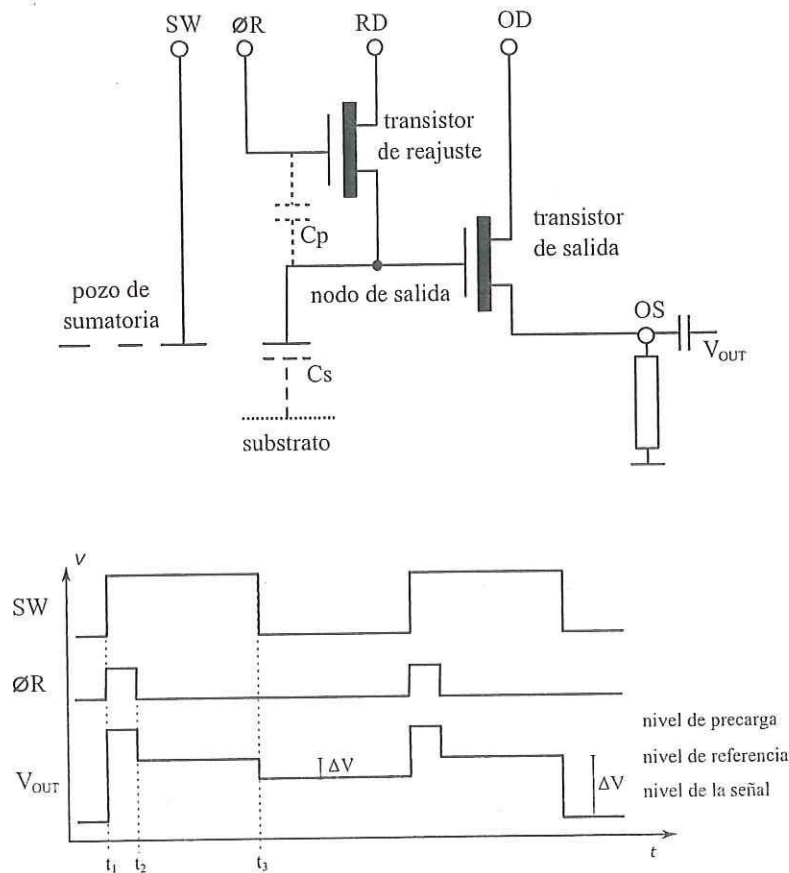 SW ØR RD OD
transistor
de reajuste
Cp
transistor
de salida
pozo de
sumatoria
nodo de salida
OS
V_OUT
Cs
substrato
V
SW
ØR
nivel de precarga
nivel de referencia
V_OUT
ΔV
ΔV
nivel de la señal
t₁ t₂ t₃ t